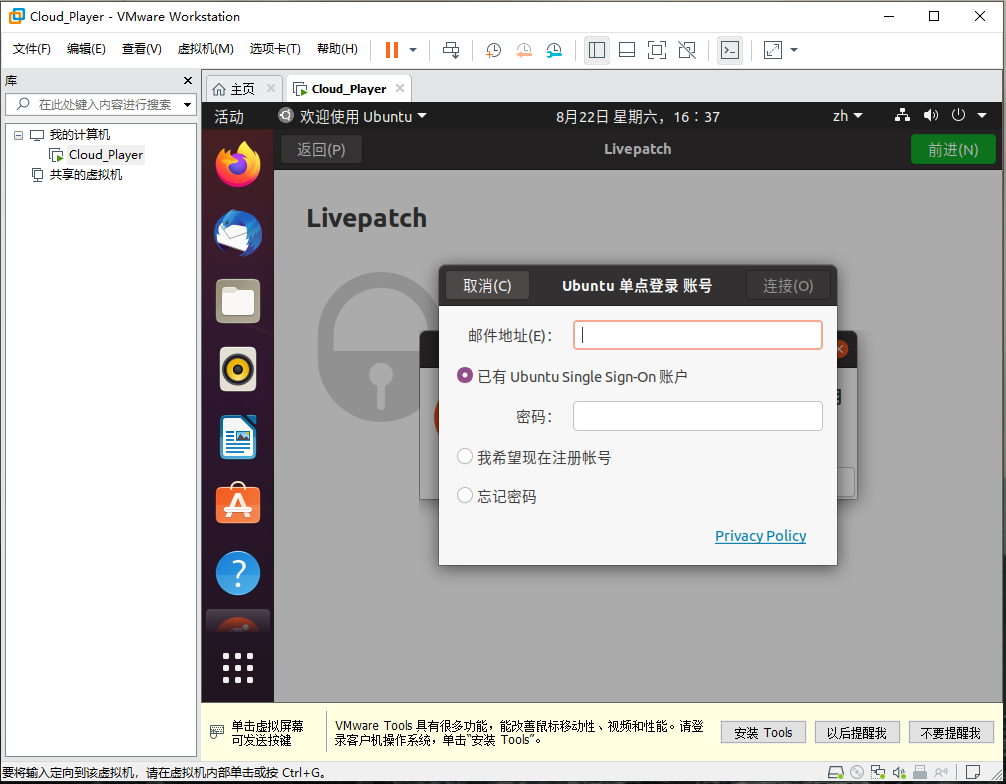 Cloud_Player - VMware Workstation
文件(F) 编辑(E) 查看(V) 虚拟机(M) 选项卡(T) 帮助(H)
库
在此处键入内容进行搜索
我的计算机
Cloud_Player
共享的虚拟机
主页
Cloud_Player
活动 欢迎使用 Ubuntu 8月22日 星期六, 16：37 zh
返回(P) Livepatch 前进(N)
Livepatch
取消(C) Ubuntu 单点登录 账号 连接(O)
邮件地址(E)：
已有 Ubuntu Single Sign-On 账户
密码：
我希望现在注册帐号
忘记密码
Privacy Policy
单击虚拟屏幕
可发送按键
VMware Tools 具有很多功能，能改善鼠标移动性、视频和性能。请登
录客户机操作系统，单击“安装 Tools”。
安装 Tools 以后提醒我 不要提醒我
要将输入定向到该虚拟机，请在虚拟机内部单击或按 Ctrl+G。